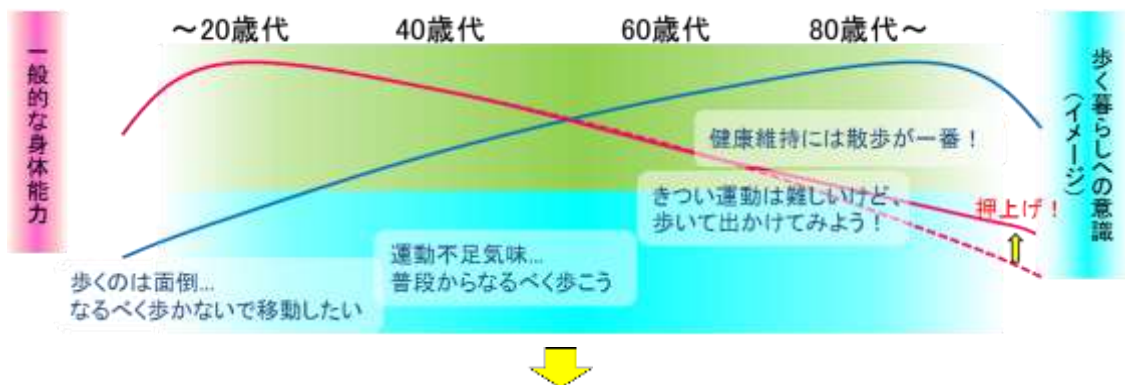 ～20歳代
40歳代
60歳代
80歳代～
一般的な身体能力
歩く暮らしへの意識
（イメージ）
健康維持には散歩が一番！
きつい運動は難しいけど、
歩いて出かけてみよう！
押上げ！
運動不足気味…
普段からなるべく歩こう
歩くのは面倒…
なるべく歩かないで移動したい